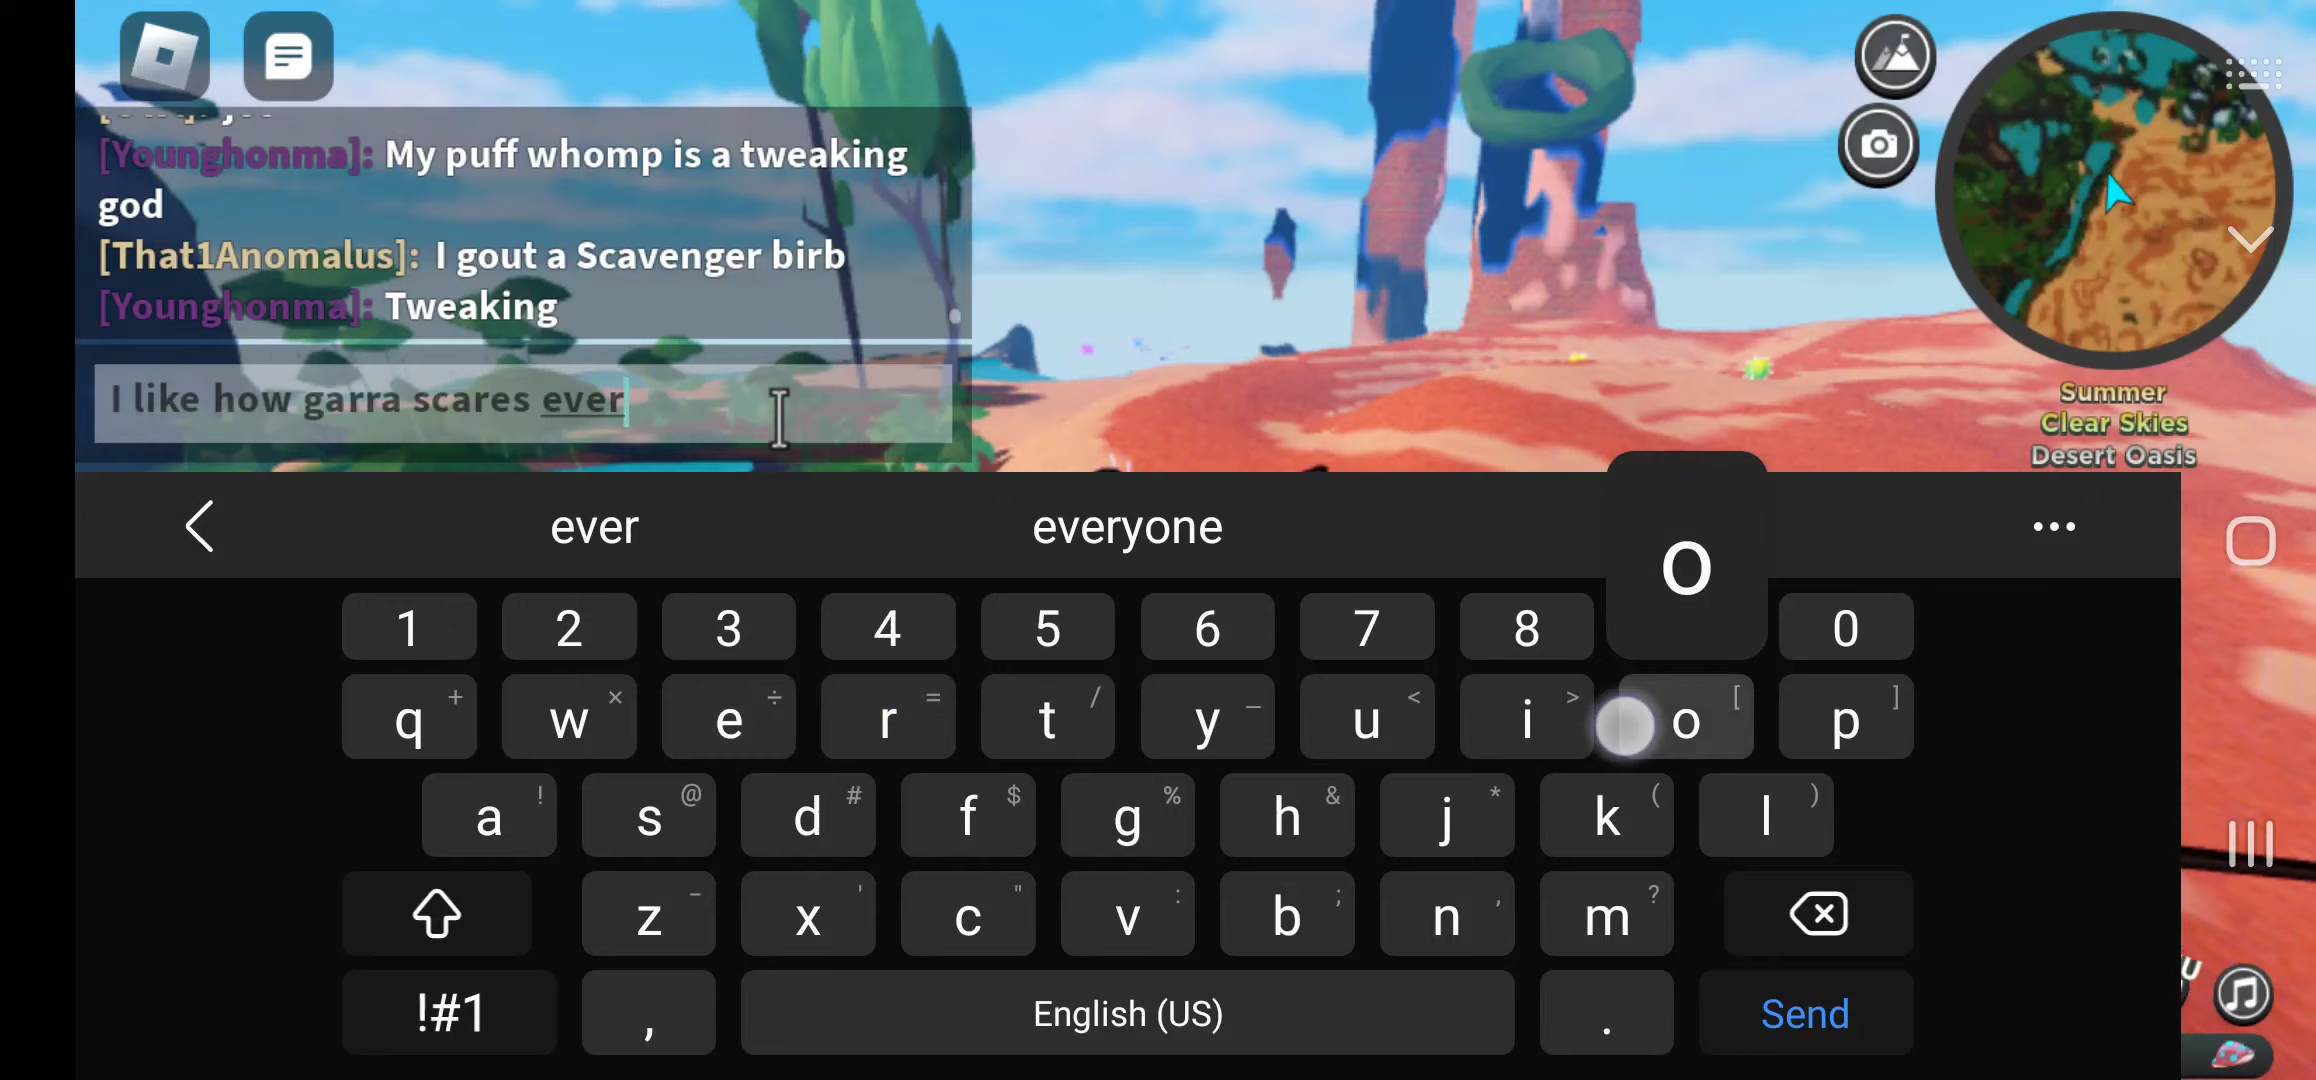 [Younghonma]: My puff whomp is a tweaking
god
[That1Anomalus]: I gout a Scavenger birb
[Younghonma]: Tweaking
I like how garra scares ever
Summer
Clear Skies
Desert Oasis
ever everyone
o
1 2 3 4 5 6 7 8 0
q + w × e ÷ r = t / y _ u < i > o [ p ]
a ! s @ d # f $ g % h & j * k ( l )
z - x ' c " v : b ; n , m ?
!#1 , English (US) . Send